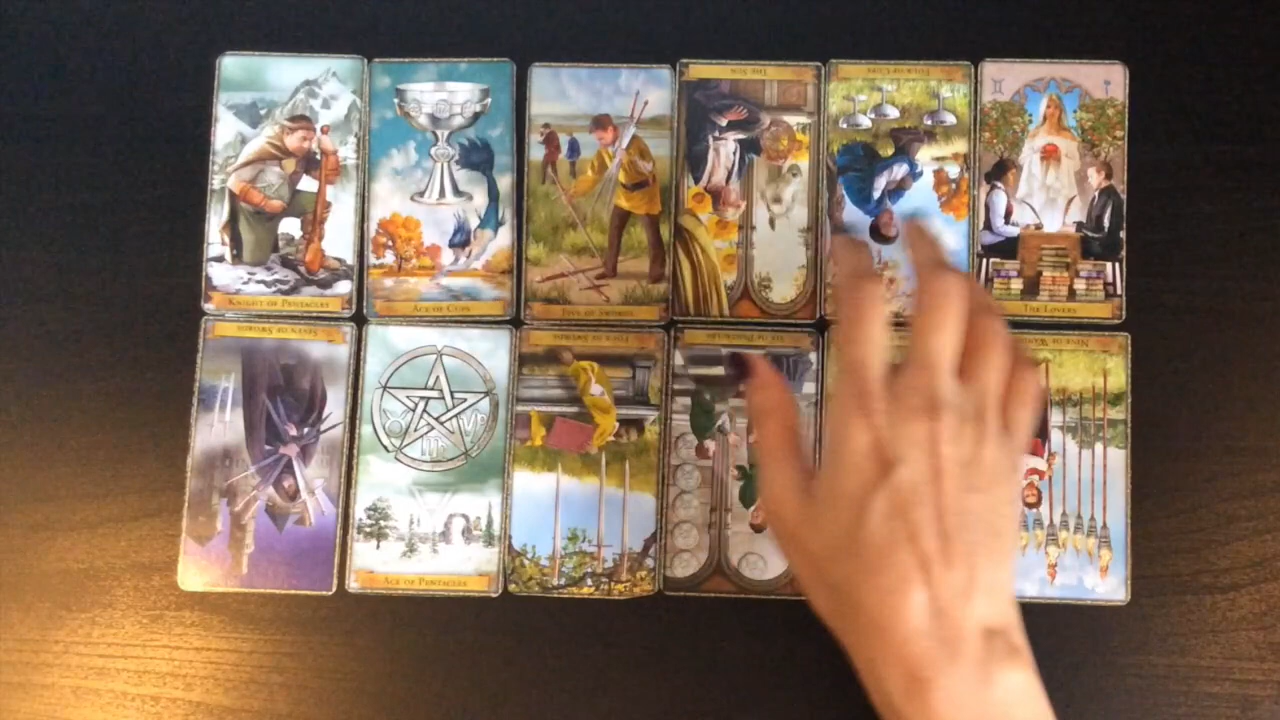 KNIGHT OF PENTACLES
ACE OF CUPS
FIVE OF SWORDS
THE SUN
FOUR OF CUPS
THE LOVERS
SEVEN OF SWORDS
ACE OF PENTACLES
FOUR OF SWORDS
SIX OF PENTACLES
NINE OF WANDS